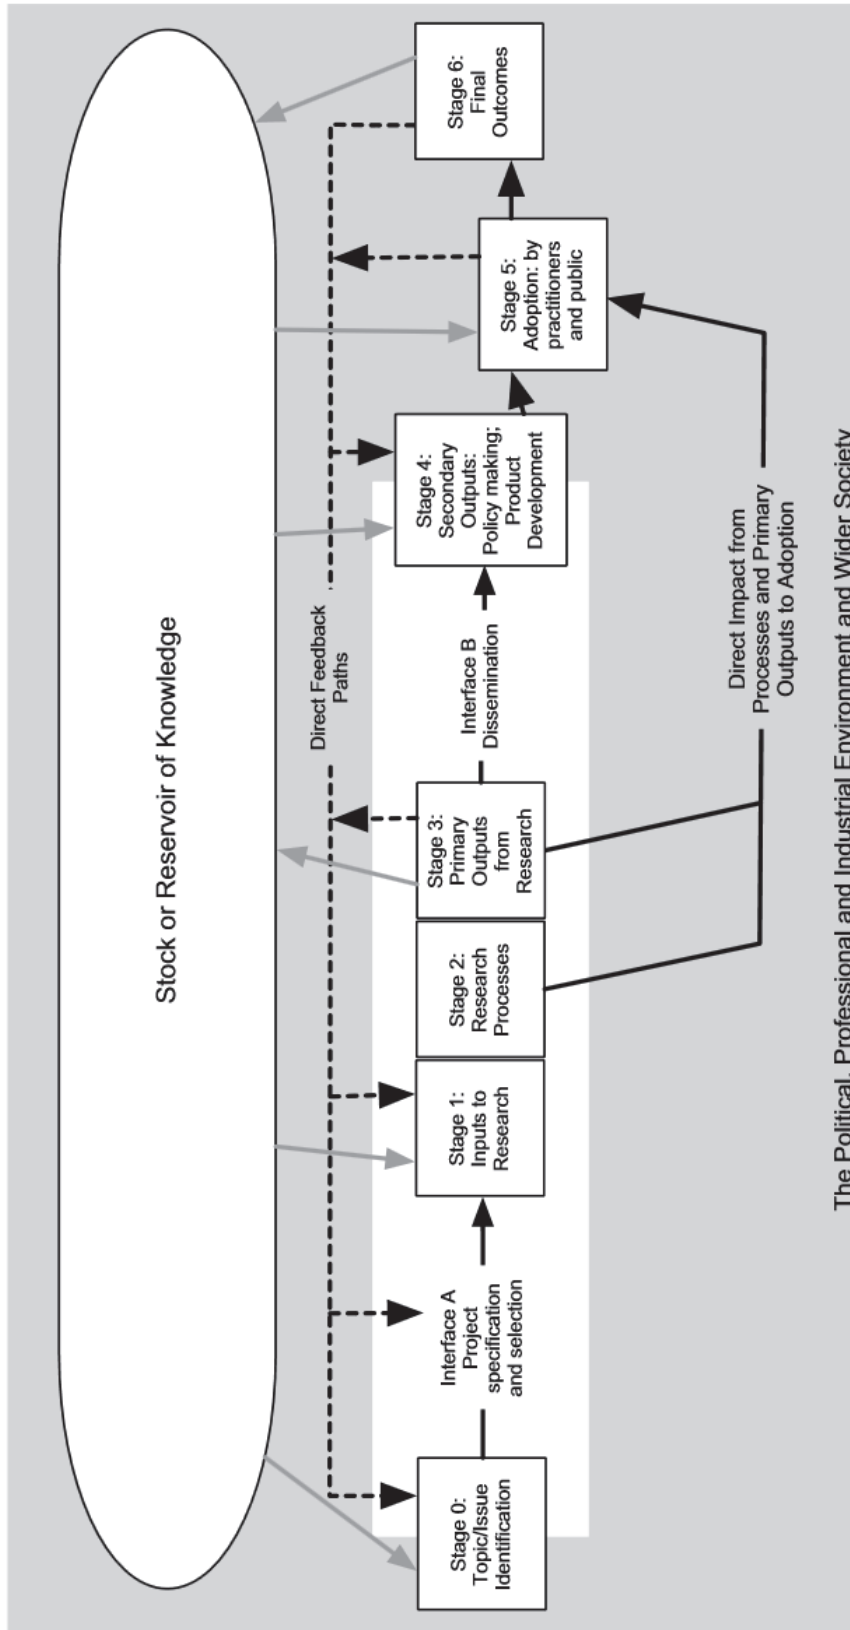 Stock or Reservoir of Knowledge
Direct Feedback
Paths
Stage 0:
Topic/Issue
Identification
Interface A
Project
specification
and selection
Stage 1:
Inputs to
Research
Stage 2:
Research
Processes
Stage 3:
Primary
Outputs
from
Research
Interface B
Dissemination
Stage 4:
Secondary
Outputs:
Policy making;
Product
Development
Stage 5:
Adoption: by
practitioners
and public
Stage 6:
Final
Outcomes
Direct Impact from
Processes and Primary
Outputs to Adoption
The Political, Professional and Industrial Environment and Wider Society